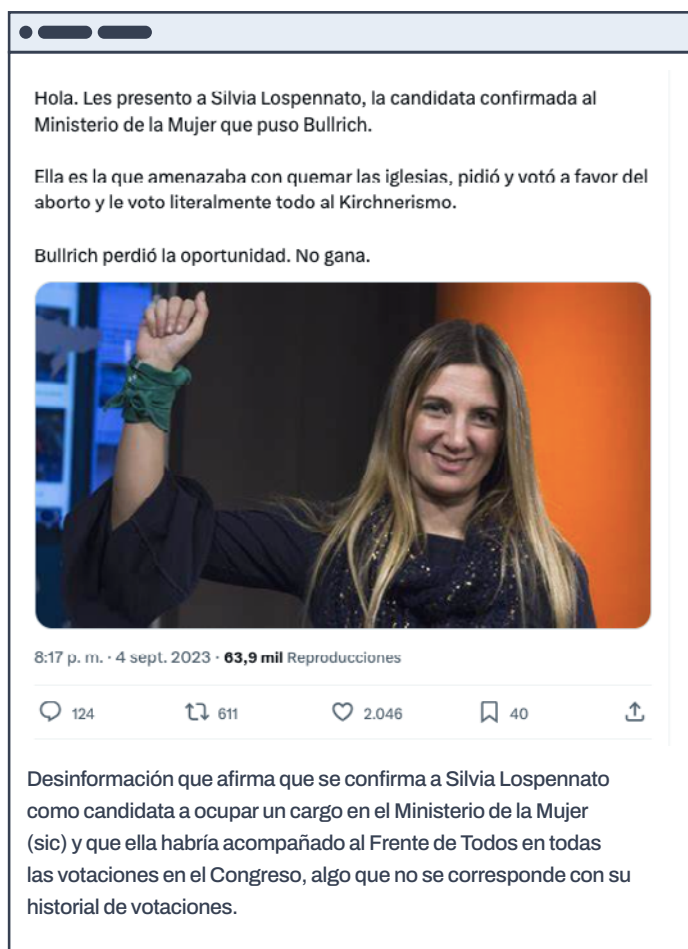 Hola. Les presento a Silvia Lospennato, la candidata confirmada al
Ministerio de la Mujer que puso Bullrich.
Ella es la que amenazaba con quemar las iglesias, pidió y votó a favor del
aborto y le voto literalmente todo al Kirchnerismo.
Bullrich perdió la oportunidad. No gana.
8:17 p. m. · 4 sept. 2023 · 63,9 mil Reproducciones
124 611 2.046 40
Desinformación que afirma que se confirma a Silvia Lospennato
como candidata a ocupar un cargo en el Ministerio de la Mujer
(sic) y que ella habría acompañado al Frente de Todos en todas
las votaciones en el Congreso, algo que no se corresponde con su
historial de votaciones.